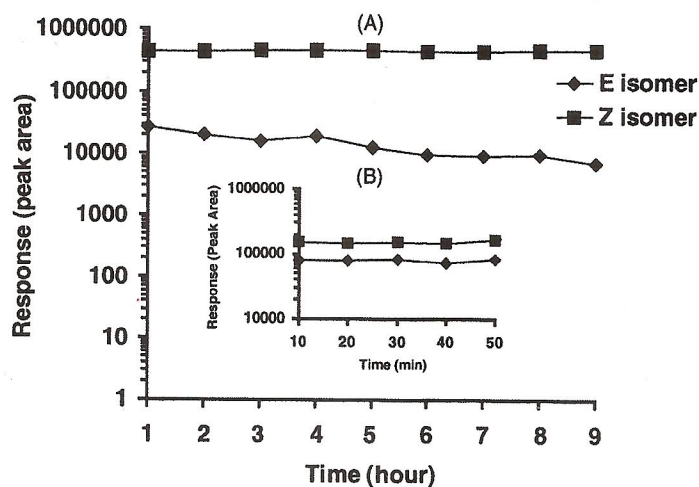 (A)
1000000
100000
10000
1000
100
10
1
Response (peak area)
1 2 3 4 5 6 7 8 9
Time (hour)
E isomer
Z isomer
(B)
1000000
100000
10000
Response (Peak Area)
10 20 30 40 50
Time (min)